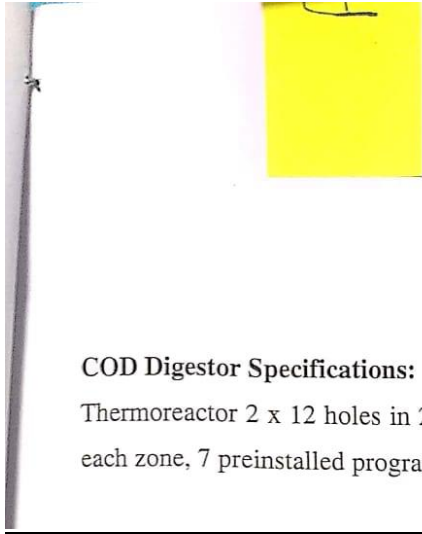 COD Digestor Specifications:
Thermoreactor 2 x 12 holes in
each zone, 7 preinstalled